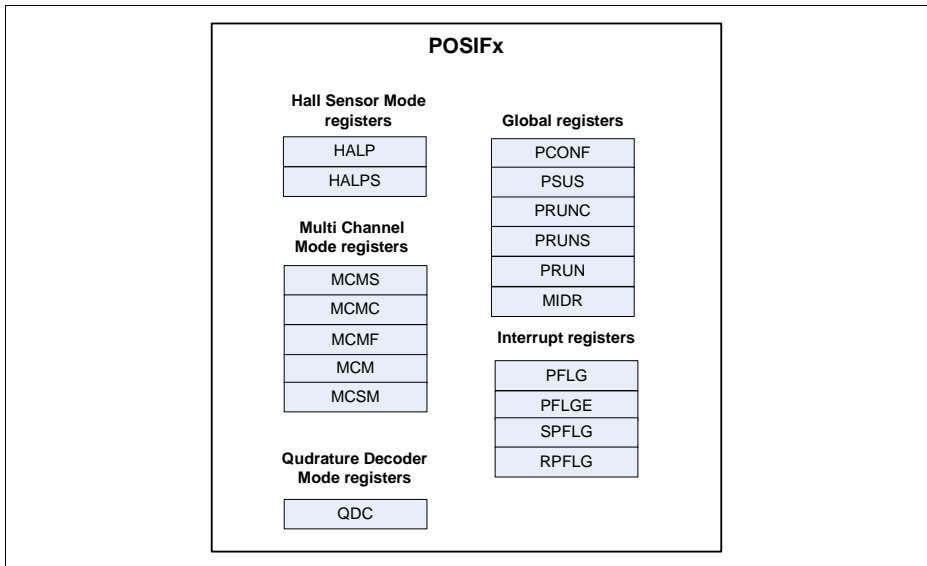 POSIFx
Hall Sensor Mode
registers
HALP
HALPS
Multi Channel
Mode registers
MCMS
MCMC
MCMF
MCM
MCSM
Qudrature Decoder
Mode registers
QDC
Global registers
PCONF
PSUS
PRUNC
PRUNS
PRUN
MIDR
Interrupt registers
PFLG
PFLGE
SPFLG
RPFLG